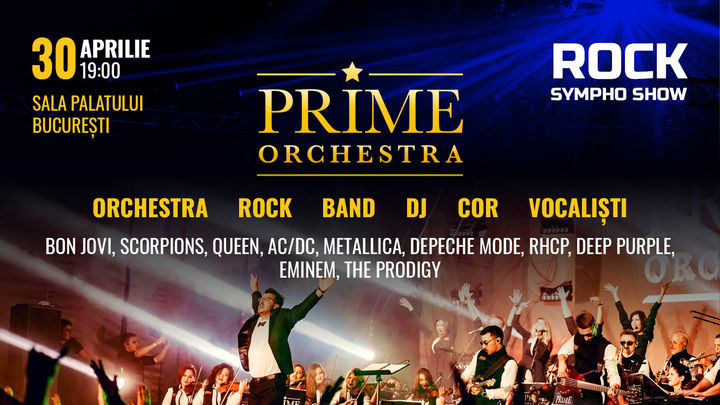 30 APRILIE
19:00
SALA PALATULUI
BUCUREȘTI
PRIME
ORCHESTRA
ROCK
SYMPHO SHOW
ORCHESTRA ROCK BAND DJ COR VOCALIȘTI
BON JOVI, SCORPIONS, QUEEN, AC/DC, METALLICA, DEPECHE MODE, RHCP, DEEP PURPLE,
EMINEM, THE PRODIGY